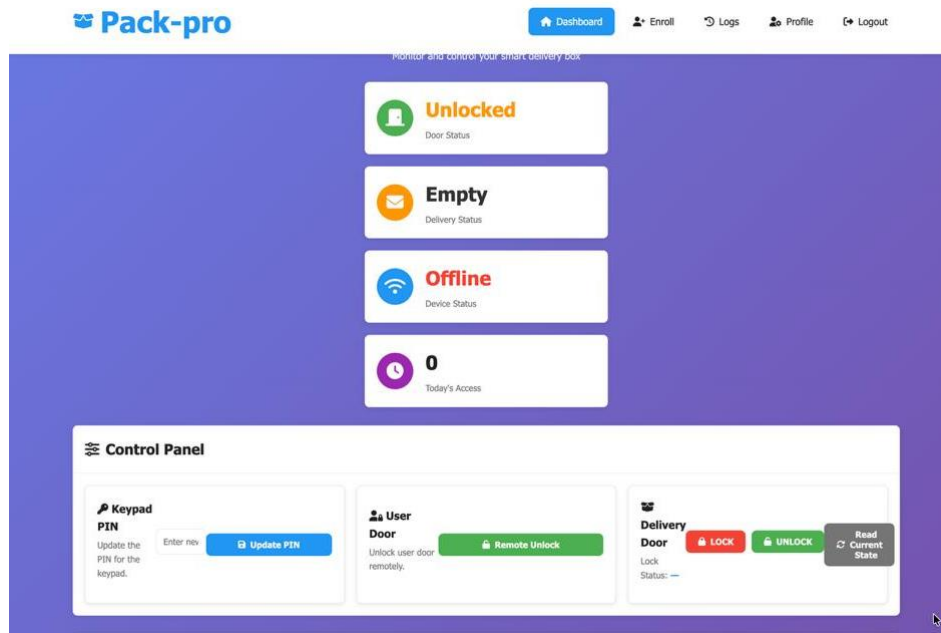 Pack-pro
Dashboard
Enroll
Logs
Profile
Logout
Monitor and control your smart delivery box
Unlocked
Door Status
Empty
Delivery Status
Offline
Device Status
0
Today's Access
Control Panel
Keypad
PIN
Update the
PIN for the
keypad.
Enter nev
Update PIN
User
Door
Unlock user door
remotely.
Remote Unlock
Delivery
Door
Lock
Status: —
LOCK
UNLOCK
Read
Current
State